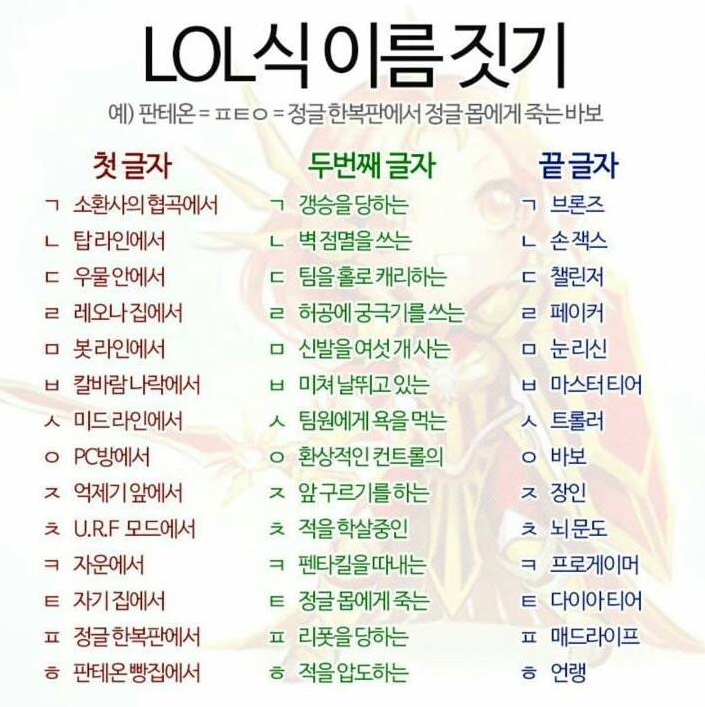 LOL식 이름 짓기
예) 판테온 = ㅍㅌㅇ = 정글 한복판에서 정글 몹에게 죽는 바보
첫 글자 두번째 글자 끝 글자
ㄱ 소환사의 협곡에서 ㄱ 갱승을 당하는 ㄱ 브론즈
ㄴ 탑 라인에서 ㄴ 벽 점멸을 쓰는 ㄴ 손 잭스
ㄷ 우물 안에서 ㄷ 팀을 홀로 캐리하는 ㄷ 챌린저
ㄹ 레오나 집에서 ㄹ 허공에 궁극기를 쓰는 ㄹ 페이커
ㅁ 봇 라인에서 ㅁ 신발을 여섯 개 사는 ㅁ 눈 리신
ㅂ 칼바람 나락에서 ㅂ 미쳐 날뛰고 있는 ㅂ 마스터 티어
ㅅ 미드 라인에서 ㅅ 팀원에게 욕을 먹는 ㅅ 트롤러
ㅇ PC방에서 ㅇ 환상적인 컨트롤의 ㅇ 바보
ㅈ 억제기 앞에서 ㅈ 앞 구르기를 하는 ㅈ 장인
ㅊ U.R.F 모드에서 ㅊ 적을 학살중인 ㅊ 뇌 문도
ㅋ 자운에서 ㅋ 펜타킬을 따내는 ㅋ 프로게이머
ㅌ 자기 집에서 ㅌ 정글 몹에게 죽는 ㅌ 다이아 티어
ㅍ 정글 한복판에서 ㅍ 리폿을 당하는 ㅍ 매드라이프
ㅎ 판테온 빵집에서 ㅎ 적을 압도하는 ㅎ 언랭